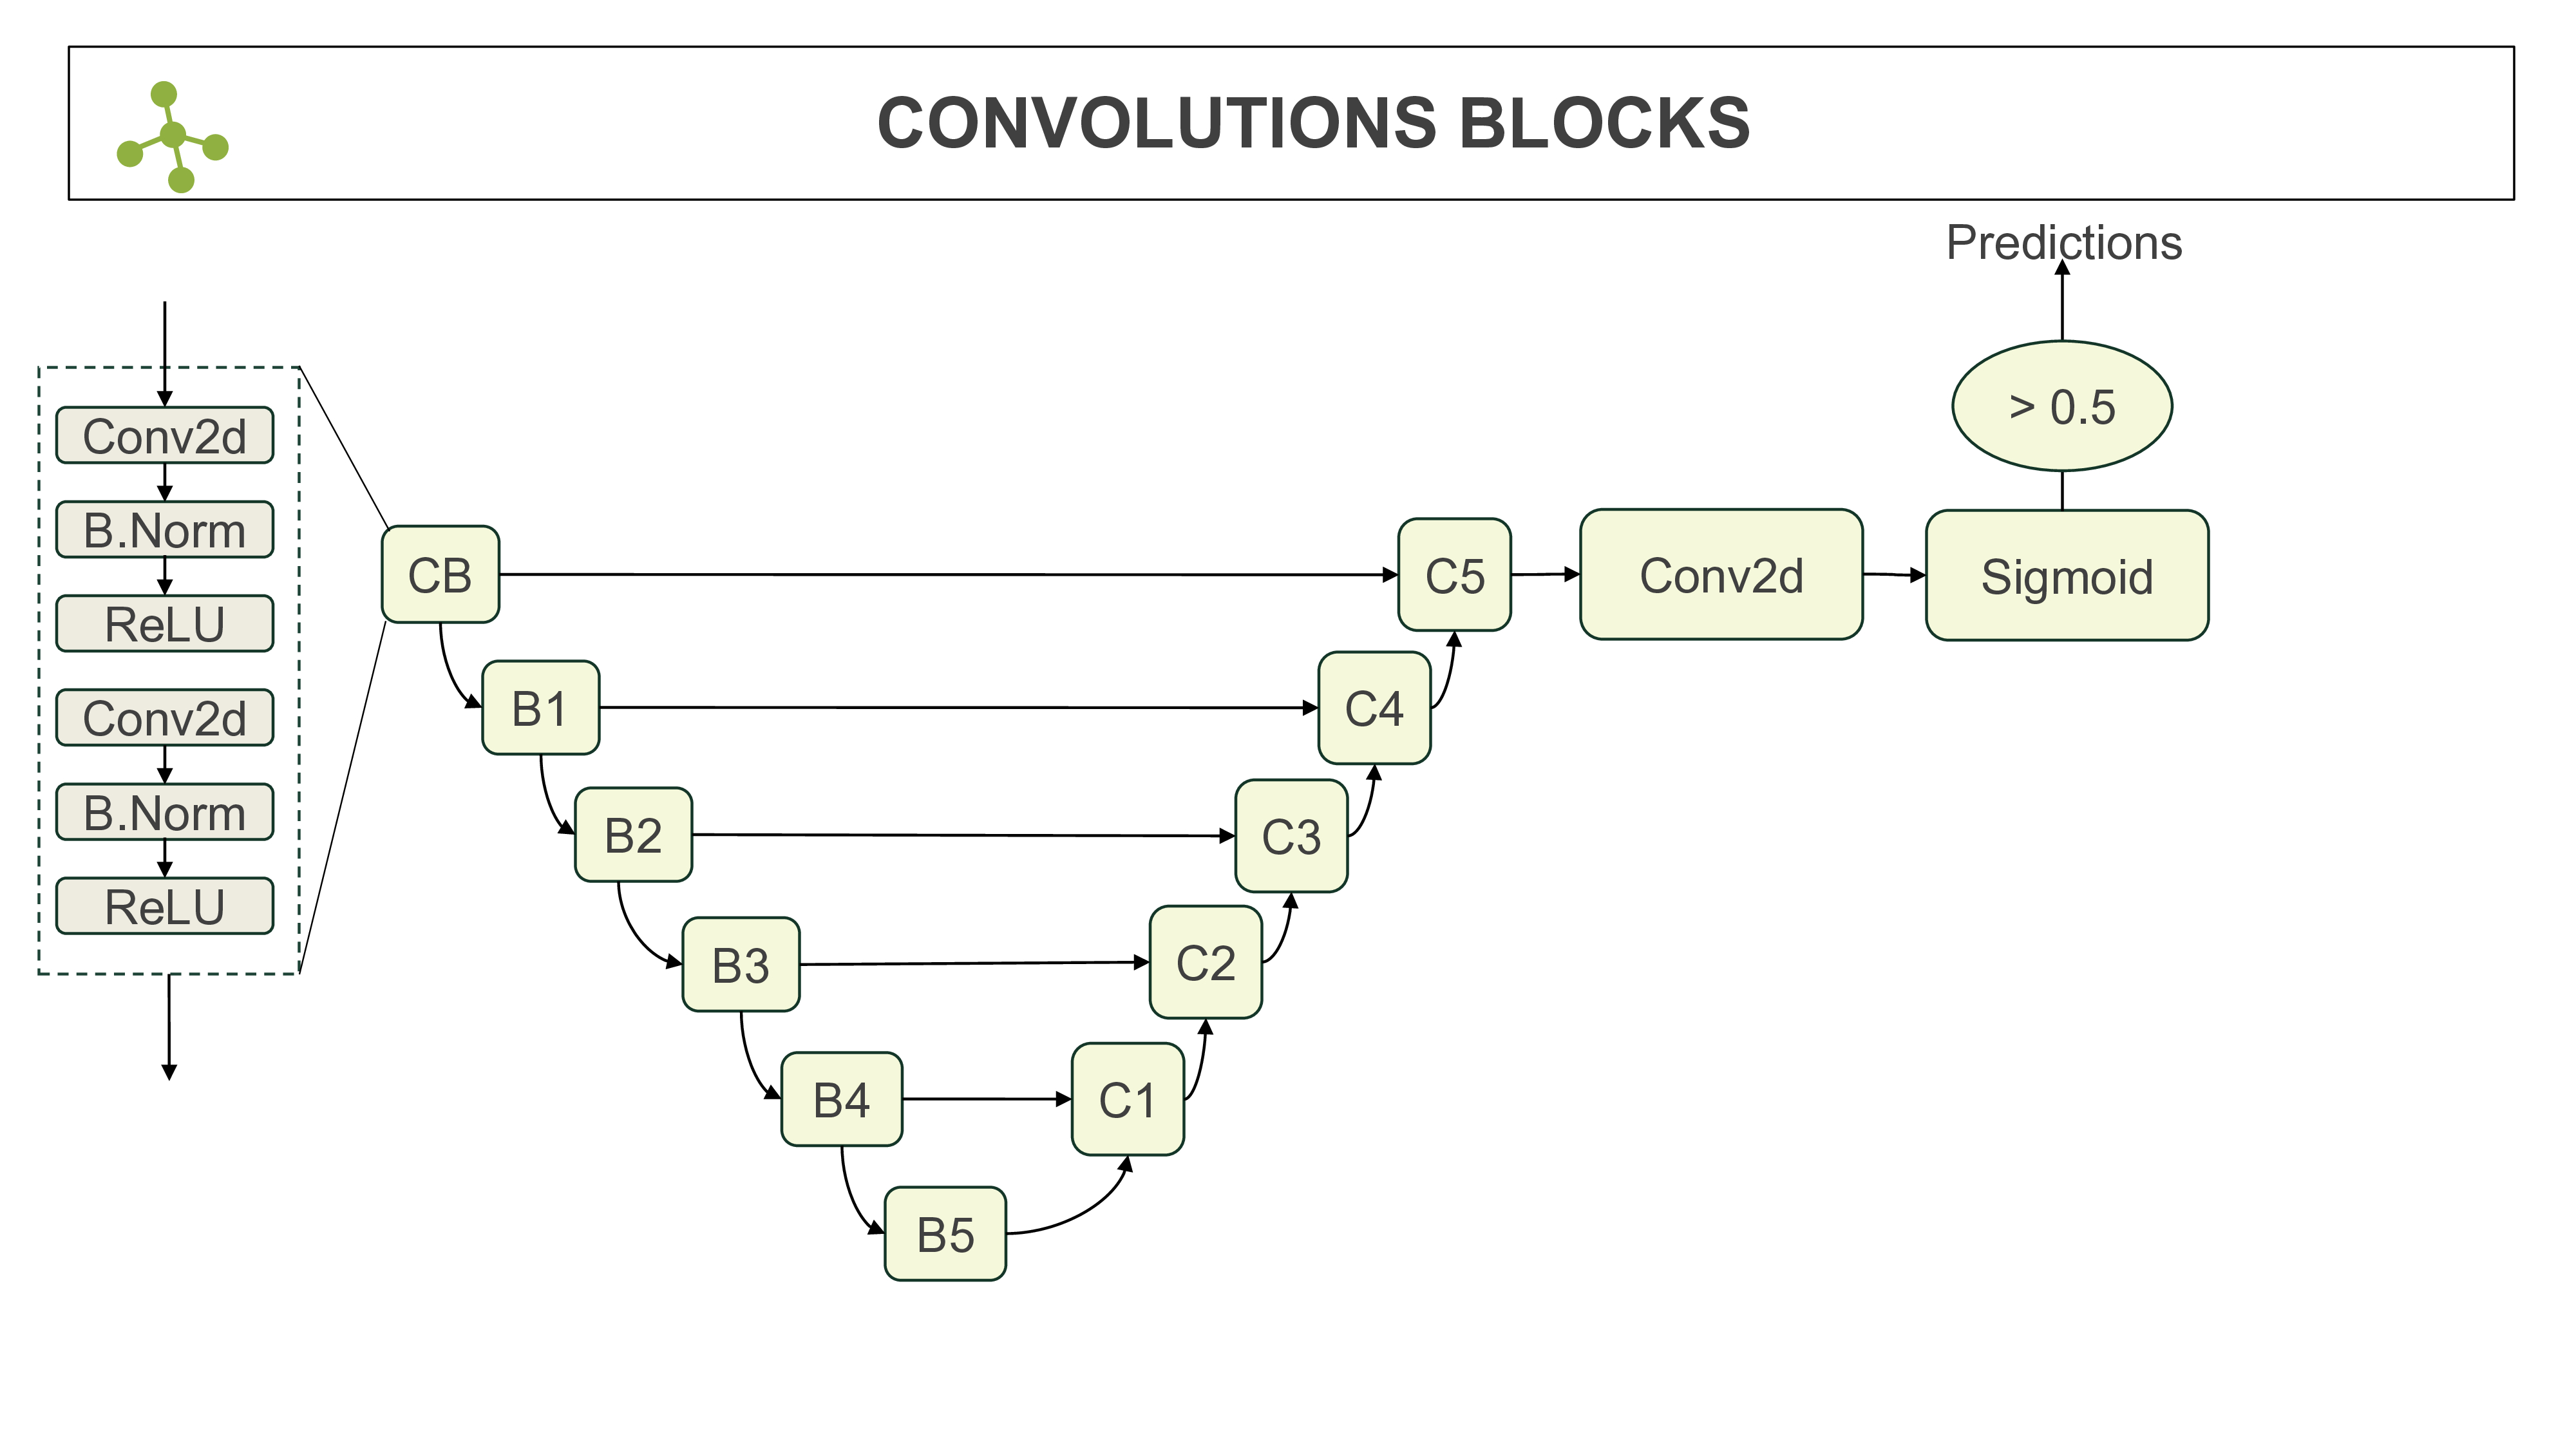 CONVOLUTIONS BLOCKS
Predictions
> 0.5
Conv2d
B.Norm
ReLU
Conv2d
B.Norm
ReLU
CB
C5
Conv2d
Sigmoid
B1
C4
B2
C3
B3
C2
B4
C1
B5